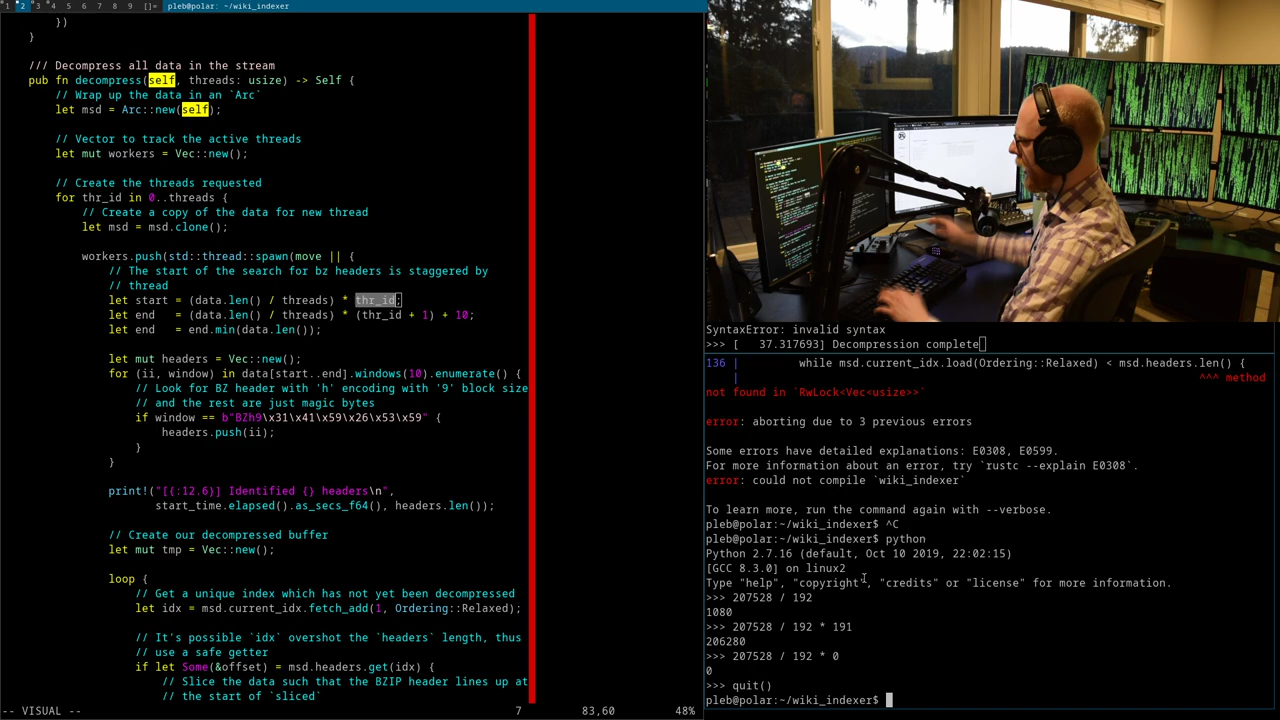 1 2 3 4 5 6 7 8 9 []= pleb@polar: ~/wiki_indexer
})
}
/// Decompress all data in the stream
pub fn decompress(self, threads: usize) -> Self {
// Wrap up the data in an `Arc`
let msd = Arc::new(self);
// Vector to track the active threads
let mut workers = Vec::new();
// Create the threads requested
for thr_id in 0..threads {
// Create a copy of the data for new thread
let msd = msd.clone();
workers.push(std::thread::spawn(move || {
// The start of the search for bz headers is staggered by
// thread
let start = (data.len() / threads) * thr_id;
let end   = (data.len() / threads) * (thr_id + 1) + 10;
let end   = end.min(data.len());
let mut headers = Vec::new();
for (ii, window) in data[start..end].windows(10).enumerate() {
// Look for BZ header with 'h' encoding with '9' block size
// and the rest are just magic bytes
if window == b"BZh9\x31\x41\x59\x26\x53\x59" {
headers.push(ii);
}
}
print!("[{:12.6}] Identified {} headers\n",
start_time.elapsed().as_secs_f64(), headers.len());
// Create our decompressed buffer
let mut tmp = Vec::new();
loop {
// Get a unique index which has not yet been decompressed
let idx = msd.current_idx.fetch_add(1, Ordering::Relaxed);
// It's possible `idx` overshot the `headers` length, thus
// use a safe getter
if let Some(&offset) = msd.headers.get(idx) {
// Slice the data such that the BZIP header lines up at
// the start of `sliced`
-- VISUAL -- 7 83,60 48%
SyntaxError: invalid syntax
>>> [   37.317693] Decompression complete
136 |         while msd.current_idx.load(Ordering::Relaxed) < msd.headers.len() {
|                                                                    ^^^ method
not found in `RwLock<Vec<usize>>`
error: aborting due to 3 previous errors
Some errors have detailed explanations: E0308, E0599.
For more information about an error, try `rustc --explain E0308`.
error: could not compile `wiki_indexer`
To learn more, run the command again with --verbose.
pleb@polar:~/wiki_indexer$ ^C
pleb@polar:~/wiki_indexer$ python
Python 2.7.16 (default, Oct 10 2019, 22:02:15)
[GCC 8.3.0] on linux2
Type "help", "copyright", "credits" or "license" for more information.
>>> 207528 / 192
1080
>>> 207528 / 192 * 191
206280
>>> 207528 / 192 * 0
0
>>> quit()
pleb@polar:~/wiki_indexer$